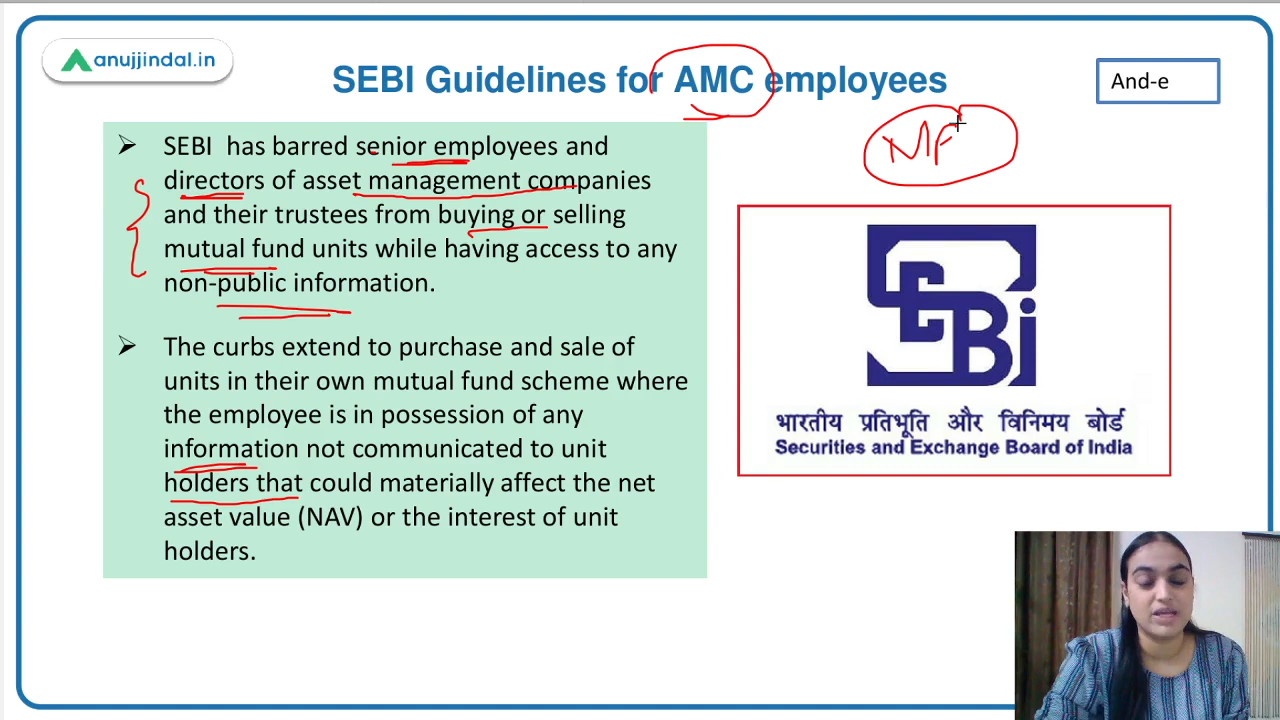 anujjindal.in
SEBI Guidelines for AMC employees
And-e
MF
SEBI has barred senior employees and
directors of asset management companies
and their trustees from buying or selling
mutual fund units while having access to any
non-public information.
The curbs extend to purchase and sale of
units in their own mutual fund scheme where
the employee is in possession of any
information not communicated to unit
holders that could materially affect the net
asset value (NAV) or the interest of unit
holders.
SEBi
भारतीय प्रतिभूति और विनिमय बोर्ड
Securities and Exchange Board of India